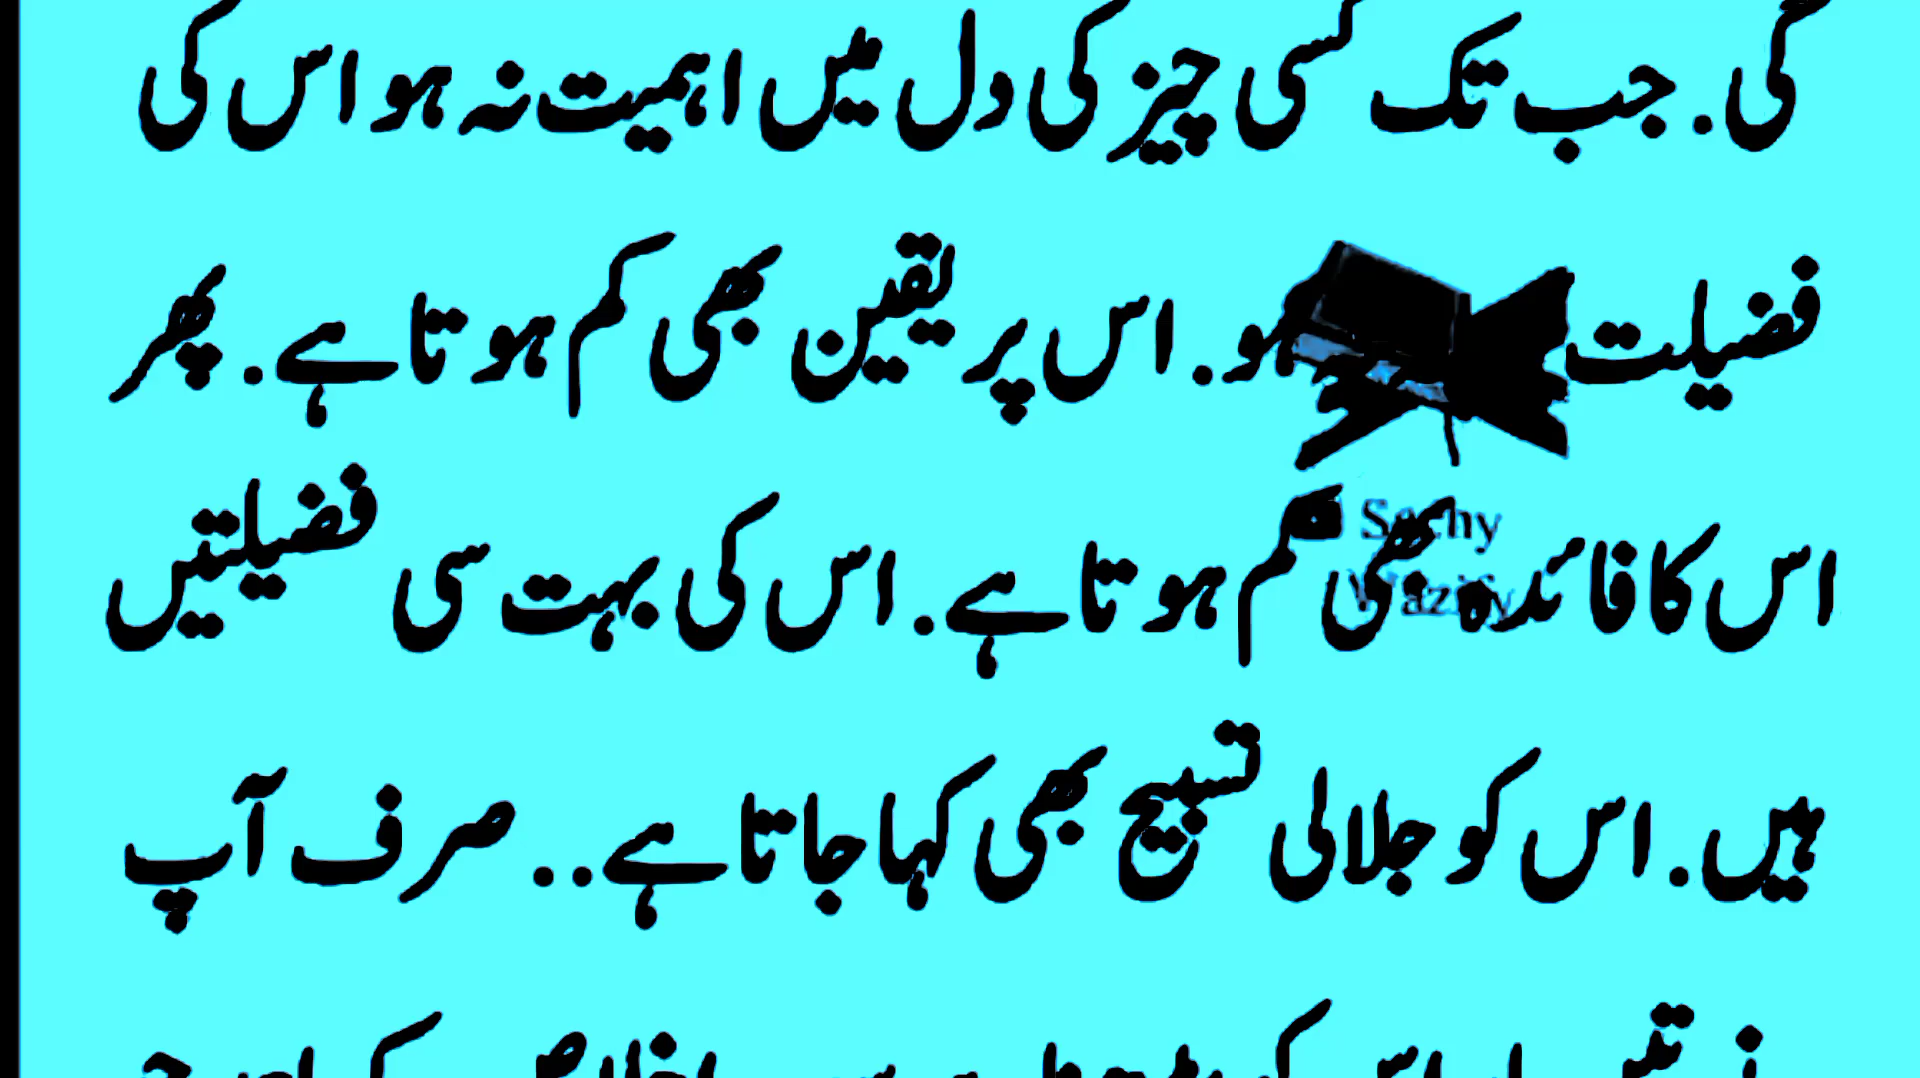 گی. جب تک کسی چیز کی دل میں اہمیت نہ ہو اس کی
فضیلت ہو. اس پر یقین بھی کم ہوتا ہے. پھر
اس کا فائدہ بھی کم ہوتا ہے. اس کی بہت سی فضیلتیں
ہیں. اس کو جلالی تسبیح بھی کہا جاتا ہے.. صرف آپ